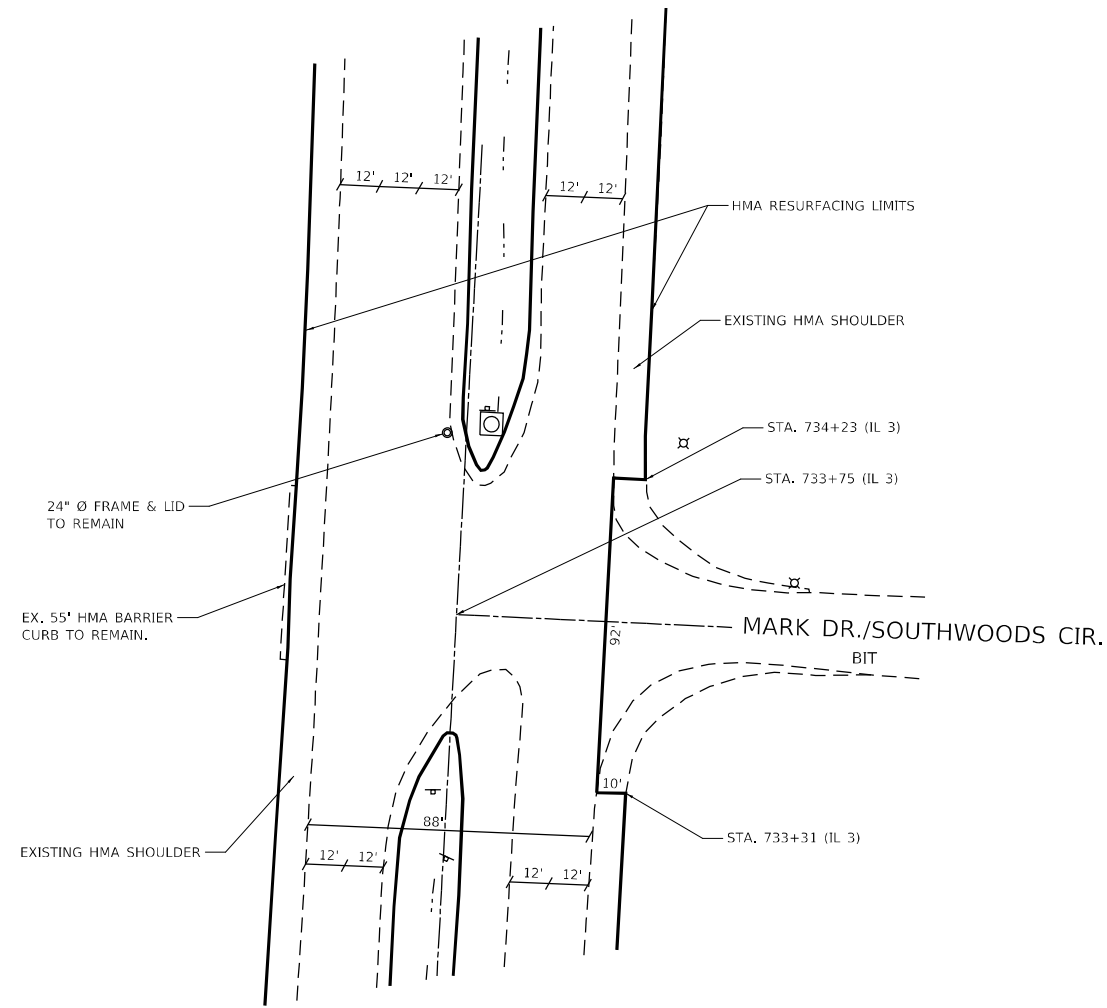 12' 12' 12'
12' 12'
HMA RESURFACING LIMITS
EXISTING HMA SHOULDER
STA. 734+23 (IL 3)
STA. 733+75 (IL 3)
24" Ø FRAME & LID
TO REMAIN
EX. 55' HMA BARRIER
CURB TO REMAIN.
92'
MARK DR./SOUTHWOODS CIR.
BIT
10'
88'
STA. 733+31 (IL 3)
EXISTING HMA SHOULDER
12' 12'
12' 12'